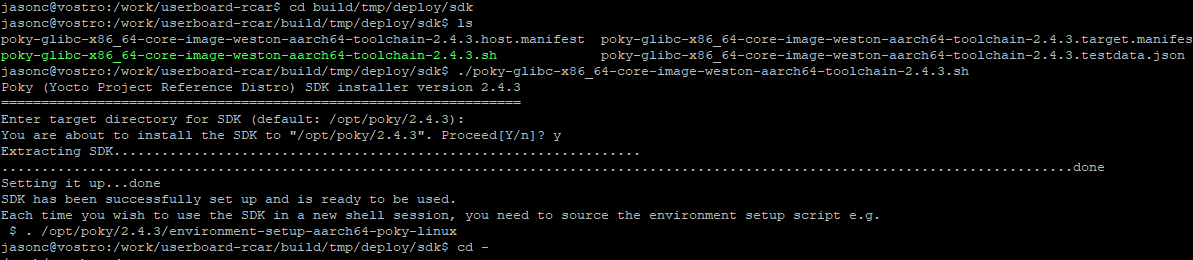 jasonc@vostro:/work/userboard-rcar$ cd build/tmp/deploy/sdk
jasonc@vostro:/work/userboard-rcar/build/tmp/deploy/sdk$ ls
poky-glibc-x86_64-core-image-weston-aarch64-toolchain-2.4.3.host.manifest  poky-glibc-x86_64-core-image-weston-aarch64-toolchain-2.4.3.target.manifes
poky-glibc-x86_64-core-image-weston-aarch64-toolchain-2.4.3.sh             poky-glibc-x86_64-core-image-weston-aarch64-toolchain-2.4.3.testdata.json
jasonc@vostro:/work/userboard-rcar/build/tmp/deploy/sdk$ ./poky-glibc-x86_64-core-image-weston-aarch64-toolchain-2.4.3.sh
Poky (Yocto Project Reference Distro) SDK installer version 2.4.3
=================================================================
Enter target directory for SDK (default: /opt/poky/2.4.3):
You are about to install the SDK to "/opt/poky/2.4.3". Proceed[Y/n]? y
Extracting SDK..................................................................
......................................................................................................................................done
Setting it up...done
SDK has been successfully set up and is ready to be used.
Each time you wish to use the SDK in a new shell session, you need to source the environment setup script e.g.
 $ . /opt/poky/2.4.3/environment-setup-aarch64-poky-linux
jasonc@vostro:/work/userboard-rcar/build/tmp/deploy/sdk$ cd -